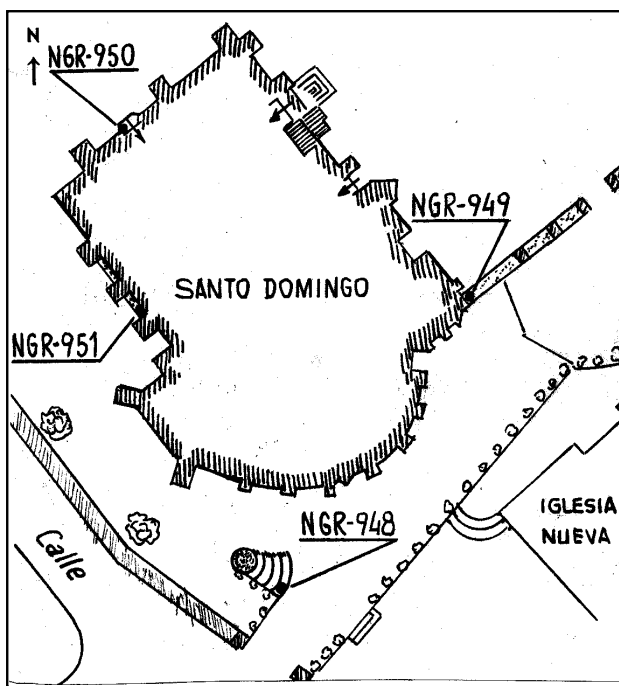 N
NGR-950
NGR-949
SANTO DOMINGO
NGR-951
NGR-948
IGLESIA
NUEVA
Calle